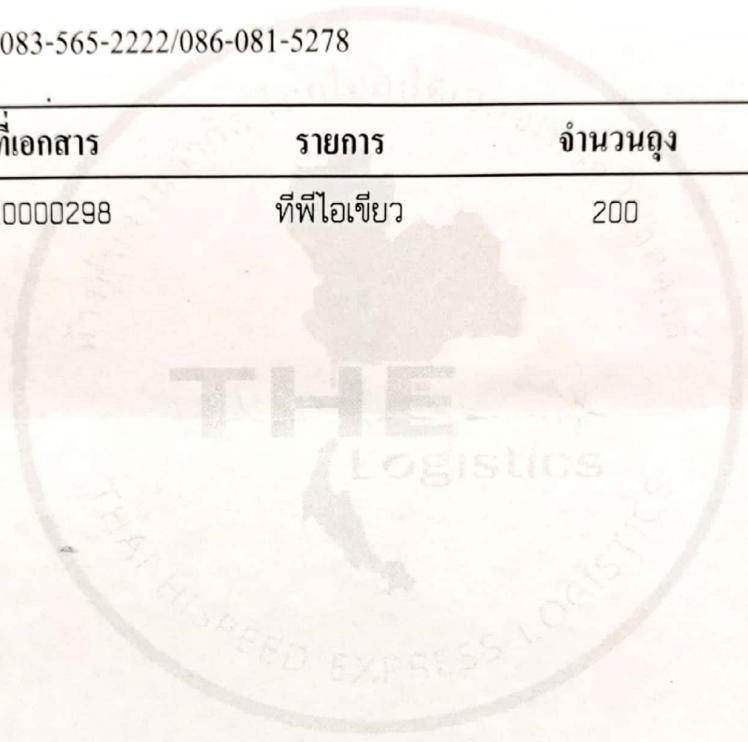 083-565-2222/086-081-5278
ที่เอกสาร รายการ จำนวนถุง
0000298 ทีพีไอเขียว 200
THE
Logistics
THAI HISPEED EXPRESS LOGISTICS